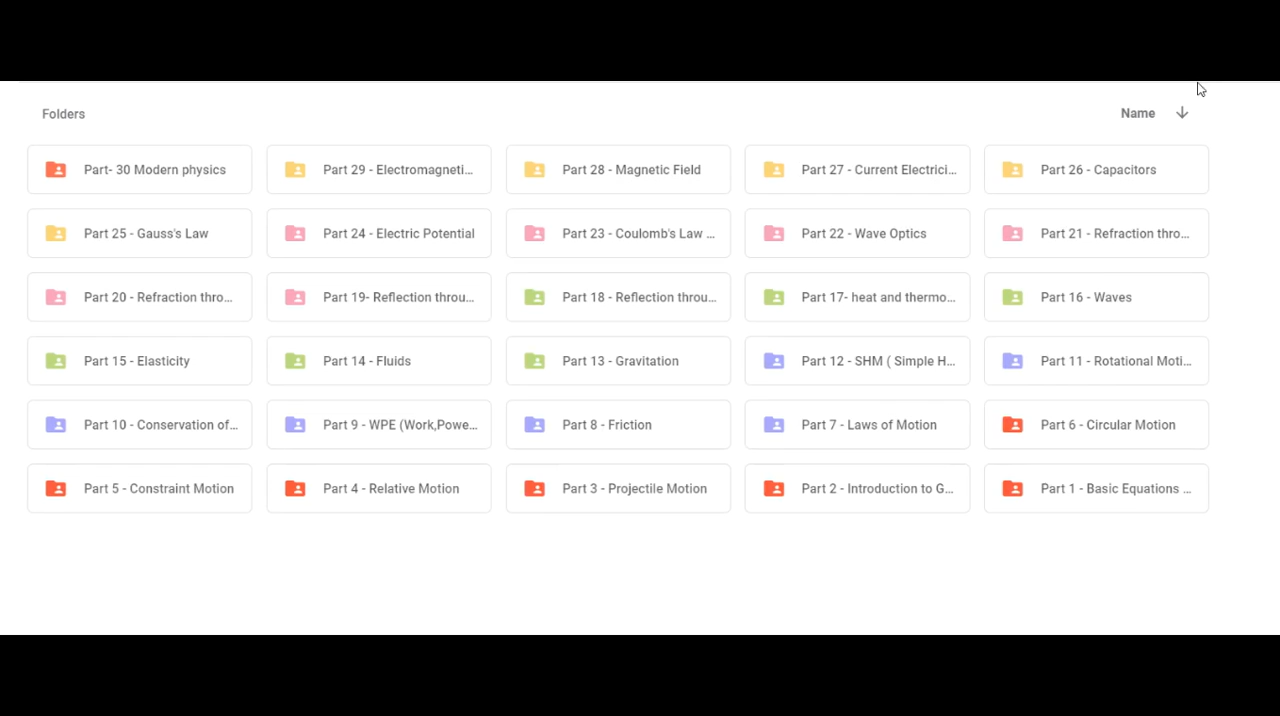 Folders
Name
Part- 30 Modern physics
Part 29 - Electromagneti...
Part 28 - Magnetic Field
Part 27 - Current Electrici...
Part 26 - Capacitors
Part 25 - Gauss's Law
Part 24 - Electric Potential
Part 23 - Coulomb's Law ...
Part 22 - Wave Optics
Part 21 - Refraction thro...
Part 20 - Refraction thro...
Part 19- Reflection throu...
Part 18 - Reflection throu...
Part 17- heat and thermo...
Part 16 - Waves
Part 15 - Elasticity
Part 14 - Fluids
Part 13 - Gravitation
Part 12 - SHM ( Simple H...
Part 11 - Rotational Moti...
Part 10 - Conservation of...
Part 9 - WPE (Work,Powe...
Part 8 - Friction
Part 7 - Laws of Motion
Part 6 - Circular Motion
Part 5 - Constraint Motion
Part 4 - Relative Motion
Part 3 - Projectile Motion
Part 2 - Introduction to G...
Part 1 - Basic Equations ...